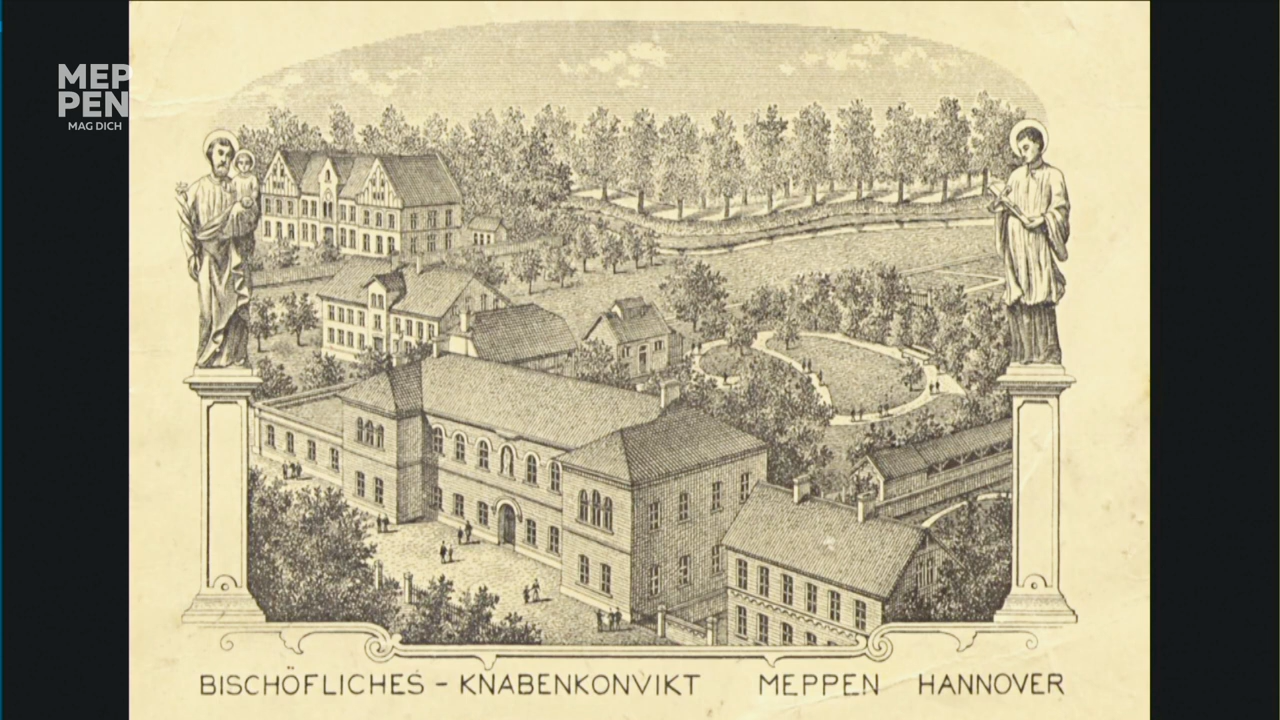 MEP
PEN
MAG DICH
BISCHÖFLICHES - KNABENKONVIKT MEPPEN HANNOVER